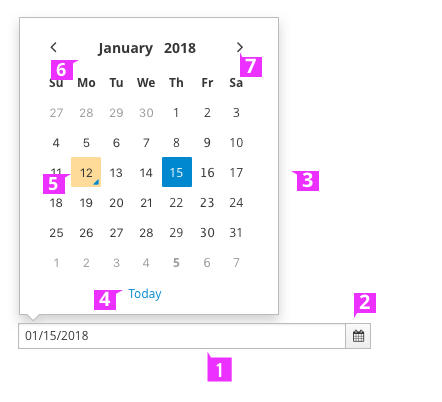 January 2018
6
7
Su Mo Tu We Th Fr Sa
27 28 29 30 1 2 3
4 5 6 7 8 9 10
11 12 13 14 15 16 17
5
3
18 19 20 21 22 23 24
25 26 27 28 29 30 31
1 2 3 4 5 6 7
4 Today
2
01/15/2018
1